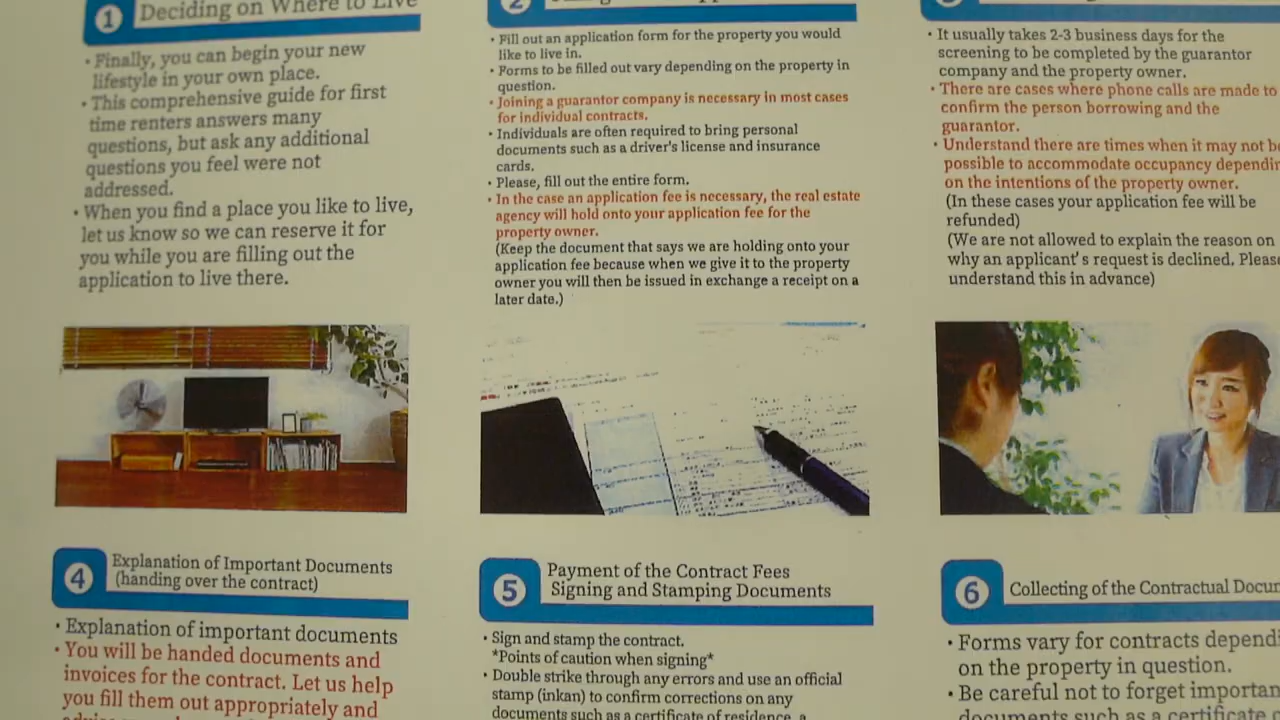 1
Deciding on Where to Live
・Finally, you can begin your new
lifestyle in your own place.
・This comprehensive guide for first
time renters answers many
questions, but ask any additional
questions you feel were not
addressed.
・When you find a place you like to live,
let us know so we can reserve it for
you while you are filling out the
application to live there.
2
・Fill out an application form for the property you would
like to live in.
・Forms to be filled out vary depending on the property in
question.
・Joining a guarantor company is necessary in most cases
for individual contracts.
・Individuals are often required to bring personal
documents such as a driver's license and insurance
cards.
・Please, fill out the entire form.
・In the case an application fee is necessary, the real estate
agency will hold onto your application fee for the
property owner.
(Keep the document that says we are holding onto your
application fee because when we give it to the property
owner you will then be issued in exchange a receipt on a
later date.)
・It usually takes 2-3 business days for the
screening to be completed by the guarantor
company and the property owner.
・There are cases where phone calls are made to
confirm the person borrowing and the
guarantor.
・Understand there are times when it may not be
possible to accommodate occupancy dependin
on the intentions of the property owner.
(In these cases your application fee will be
refunded)
(We are not allowed to explain the reason on
why an applicant's request is declined. Please
understand this in advance)
4
Explanation of Important Documents
(handing over the contract)
・Explanation of important documents
・You will be handed documents and
invoices for the contract. Let us help
you fill them out appropriately and
5
Payment of the Contract Fees
Signing and Stamping Documents
・Sign and stamp the contract.
*Points of caution when signing*
・Double strike through any errors and use an official
stamp (inkan) to confirm corrections on any
documents such as a certificate of residence, a
6
Collecting of the Contractual Docum
・Forms vary for contracts dependi
on the property in question.
・Be careful not to forget importan
documents such as a certificate